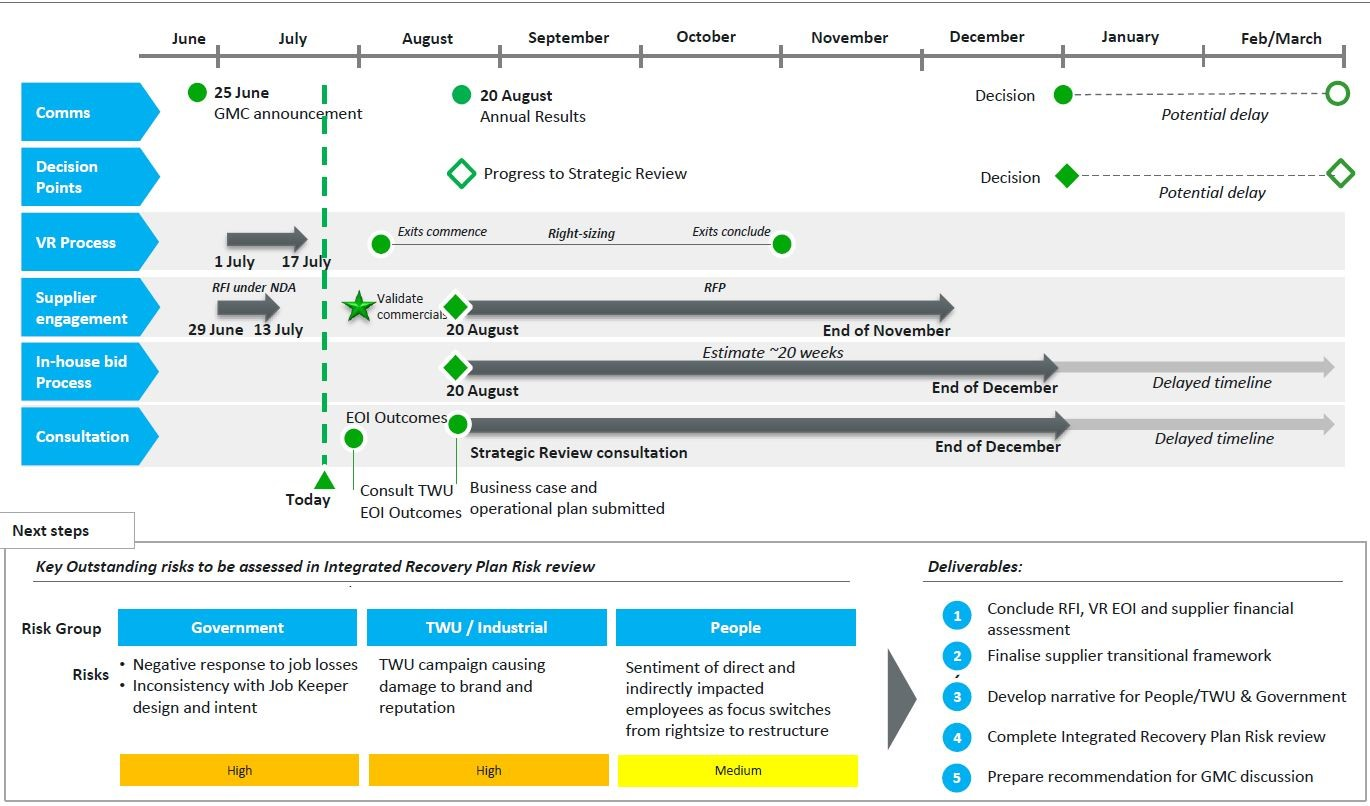 June July August September October November December January Feb/March
Comms
25 June
GMC announcement
20 August
Annual Results
Decision
Potential delay
Decision
Points
Progress to Strategic Review
Decision
Potential delay
VR Process
1 July 17 July
Exits commence Right-sizing Exits conclude
Supplier
engagement
RFI under NDA
29 June 13 July
Validate
commercials
20 August
RFP
End of November
In-house bid
Process
20 August
Estimate ~20 weeks
End of December
Delayed timeline
Consultation
EOI Outcomes
Strategic Review consultation
End of December
Delayed timeline
Today
Consult TWU
EOI Outcomes
Business case and
operational plan submitted
Next steps
Key Outstanding risks to be assessed in Integrated Recovery Plan Risk review
Risk Group
Government
TWU / Industrial
People
Risks
• Negative response to job losses
• Inconsistency with Job Keeper
design and intent
TWU campaign causing
damage to brand and
reputation
Sentiment of direct and
indirectly impacted
employees as focus switches
from rightsize to restructure
High
High
Medium
Deliverables:
1 Conclude RFI, VR EOI and supplier financial
assessment
2 Finalise supplier transitional framework
3 Develop narrative for People/TWU & Government
4 Complete Integrated Recovery Plan Risk review
5 Prepare recommendation for GMC discussion